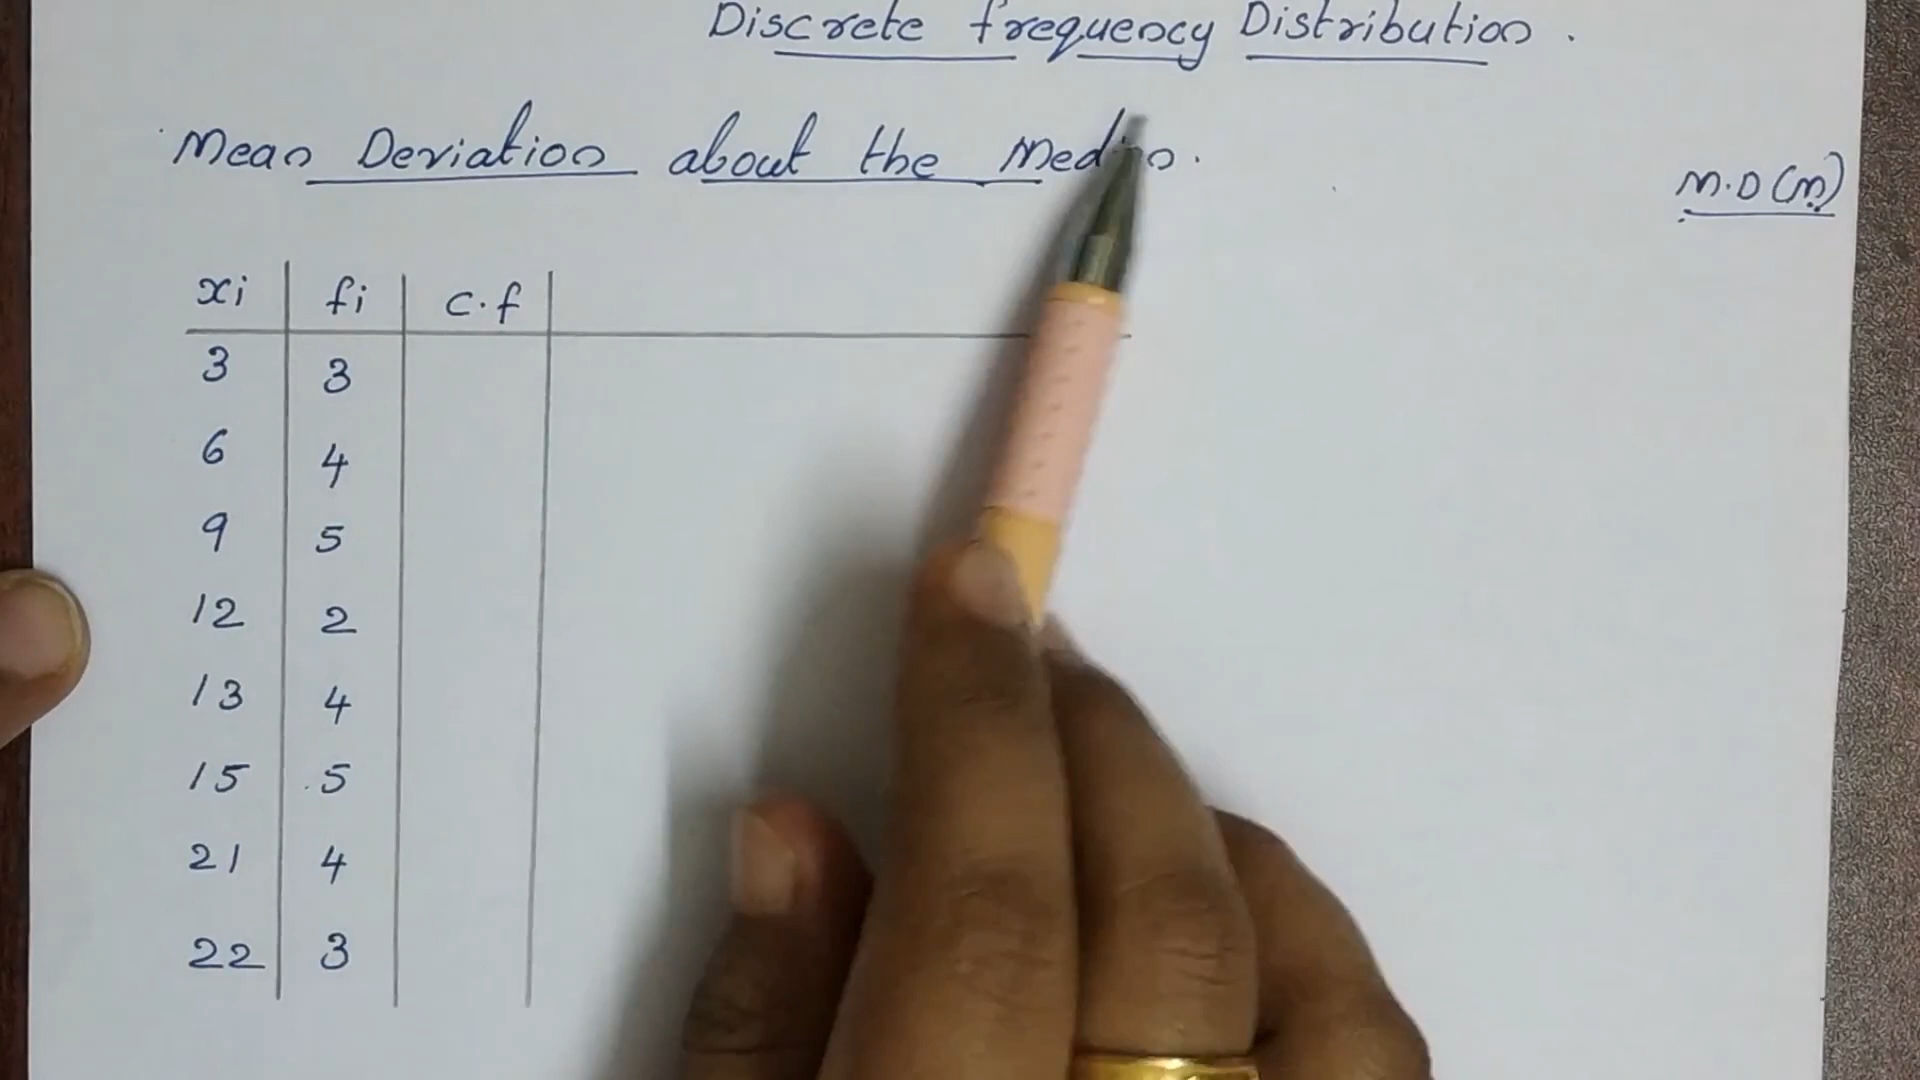 Discrete frequency Distribution.
Mean Deviation about the
M.D(M)
xi fi c.f
3 3
6 4
9 5
12 2
13 4
15 5
21 4
22 3